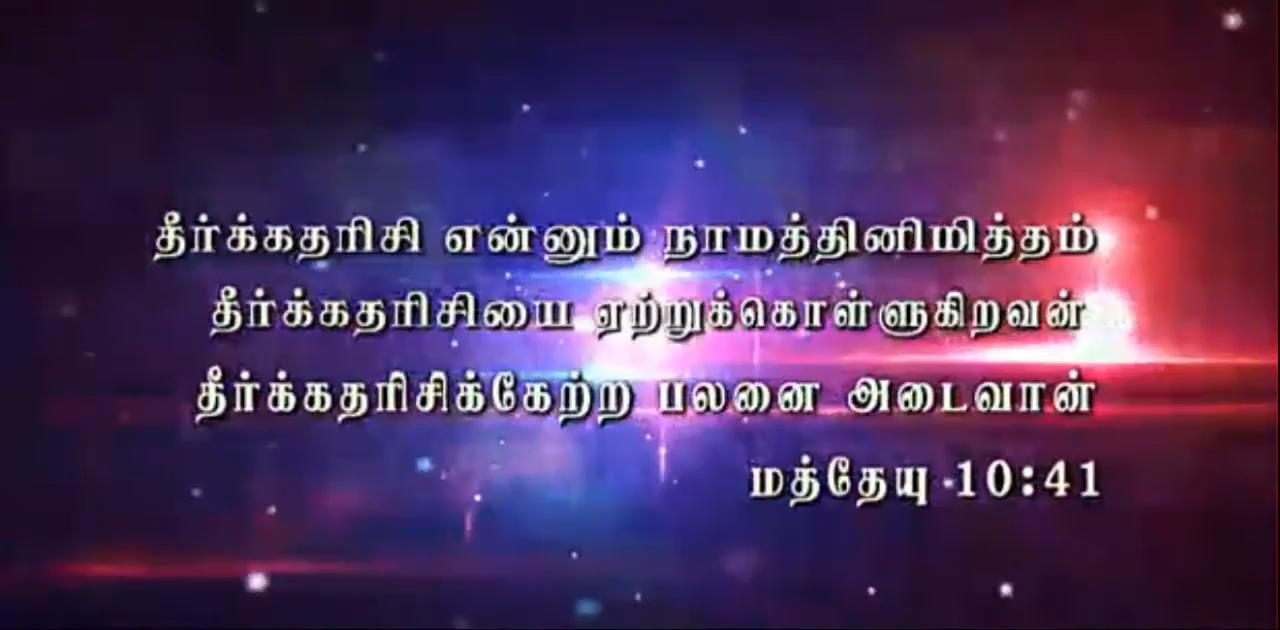 தீர்க்கதரிசி என்னும் நாமத்தினிமித்தம்
தீர்க்கதரிசியை ஏற்றுக்கொள்ளுகிறவன்
தீர்க்கதரிசிக்கேற்ற பலனை அடைவான்
மத்தேயு 10:41